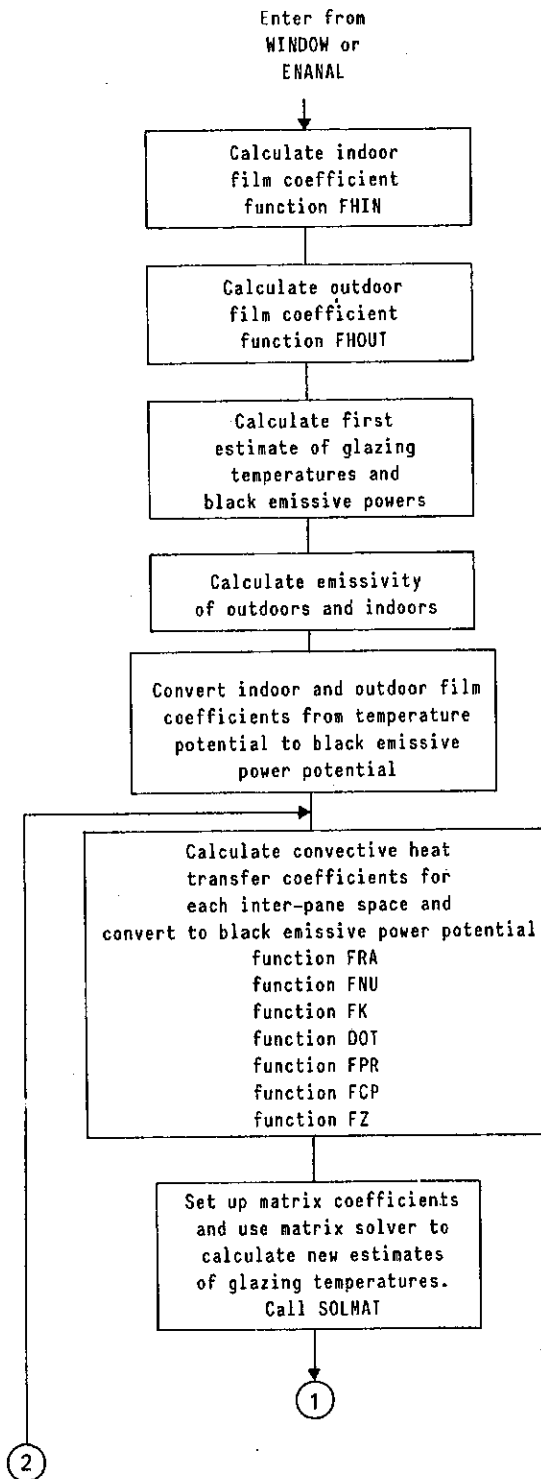 Enter from
WINDOW or
ENANAL
Calculate indoor
film coefficient
function FHIN
Calculate outdoor
film coefficient
function FHOUT
Calculate first
estimate of glazing
temperatures and
black emissive powers
Calculate emissivity
of outdoors and indoors
Convert indoor and outdoor film
coefficients from temperature
potential to black emissive
power potential
Calculate convective heat
transfer coefficients for
each inter-pane space and
convert to black emissive power potential
function FRA
function FNU
function FK
function DOT
function FPR
function FCP
function FZ
Set up matrix coefficients
and use matrix solver to
calculate new estimates
of glazing temperatures.
Call SOLMAT
1
2